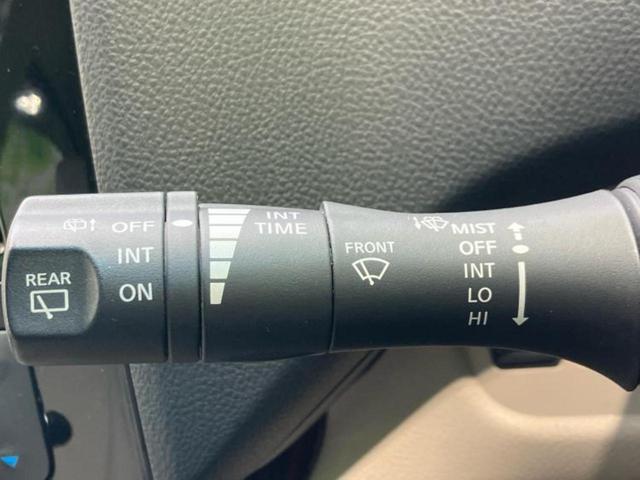 REAR
OFF
INT
ON
INT
TIME
FRONT
MIST
OFF
INT
LO
HI